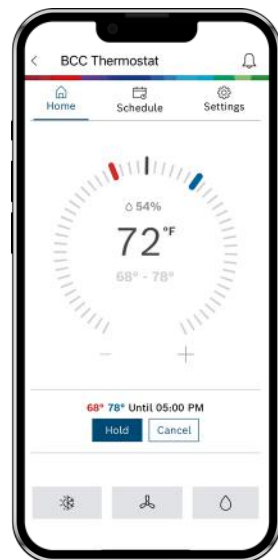 BCC Thermostat
Home Schedule Settings
54%
72°F
68° - 78°
− +
68° 78° Until 05:00 PM
Hold Cancel